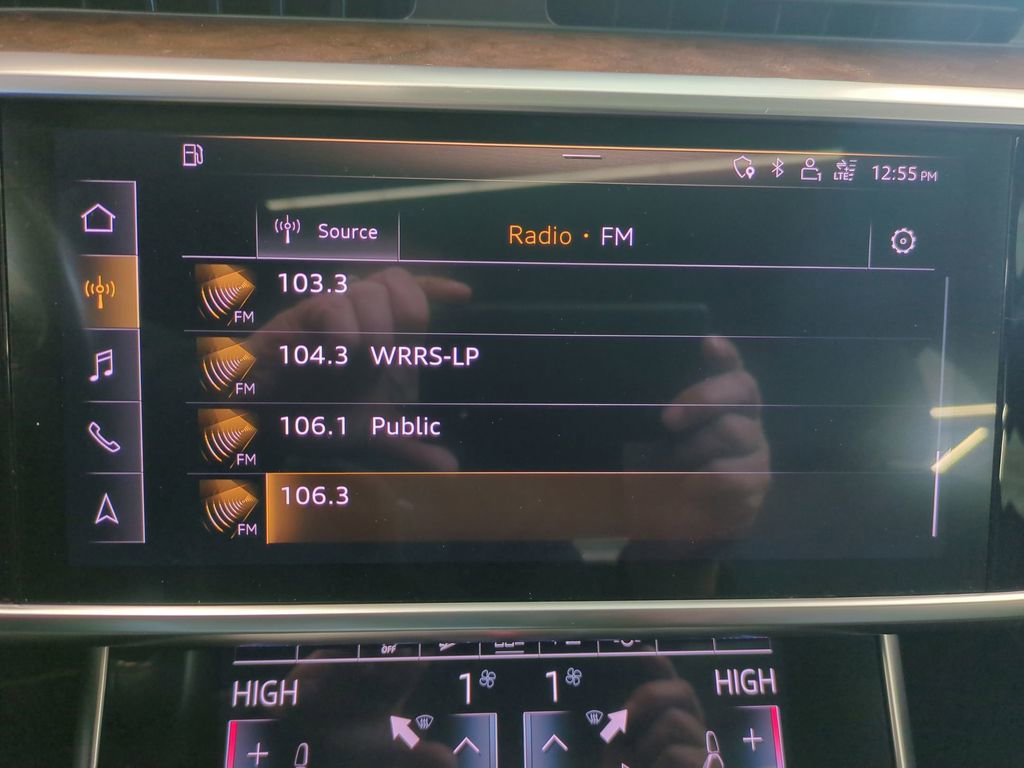 LTE 12:55 PM
Source Radio • FM
103.3
FM
104.3 WRRS-LP
FM
106.1 Public
FM
106.3
FM
OFF
HIGH 1 1 HIGH
+ +